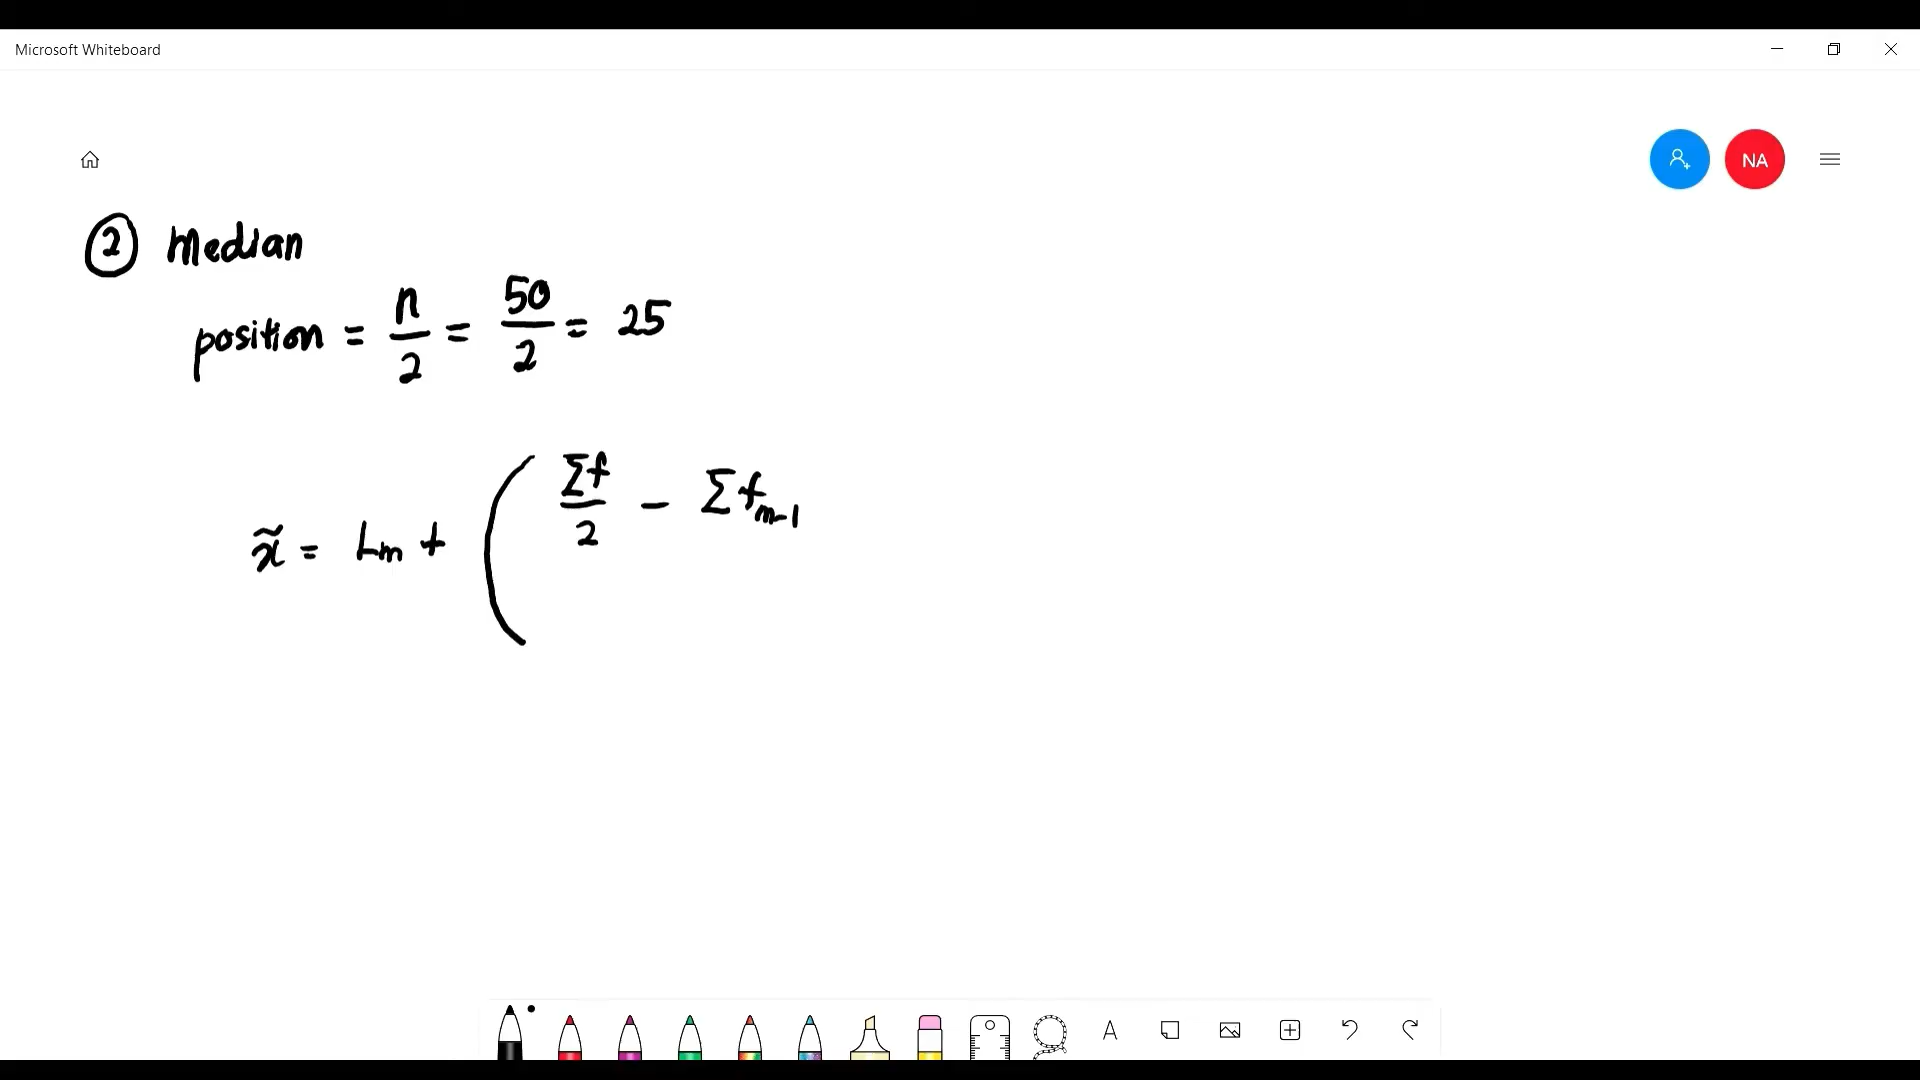 Microsoft Whiteboard
NA
② Median
position = n/2 = 50/2 = 25
x̃ = Lm + ( Σf/2 - Σfm-1
A